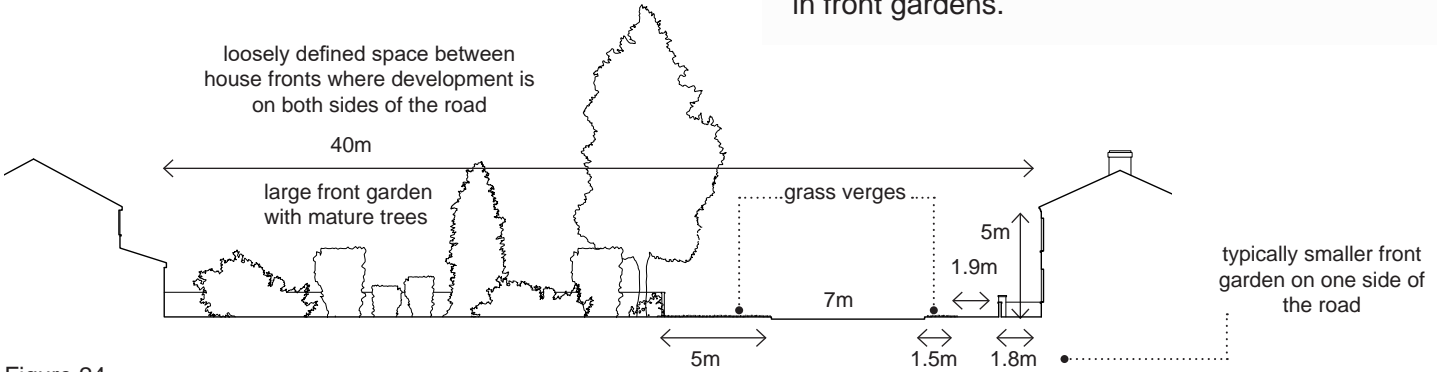 in front gardens.
loosely defined space between
house fronts where development is
on both sides of the road
40m
large front garden
with mature trees
grass verges
5m
1.9m
7m
typically smaller front
garden on one side of
the road
5m
1.5m
1.8m